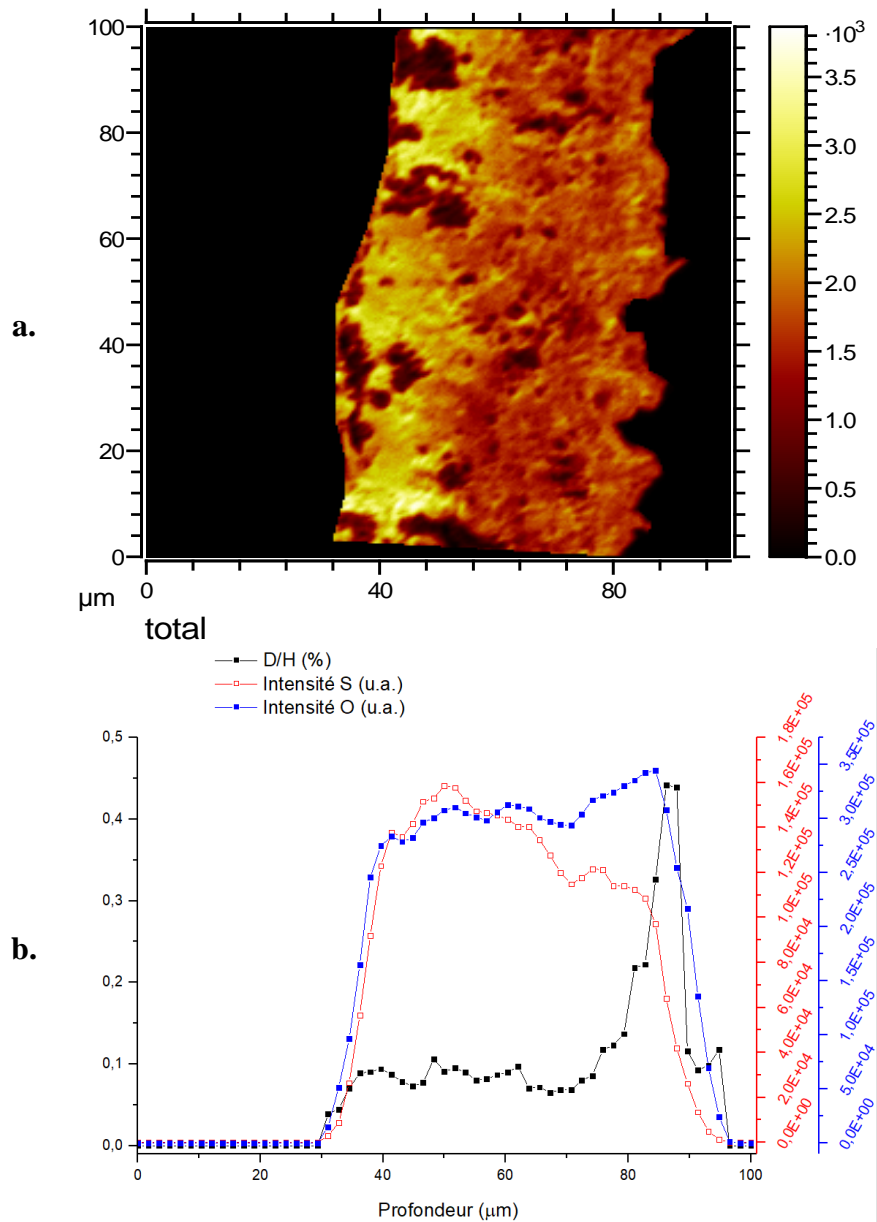 a.
100
80
60
40
20
0
µm
0
40
80
total
·10³
3.5
3.0
2.5
2.0
1.5
1.0
0.5
0.0
b.
D/H (%)
Intensité S (u.a.)
Intensité O (u.a.)
0,5
0,4
0,3
0,2
0,1
0,0
0
20
40
60
80
100
Profondeur (µm)
1,8E+05
1,6E+05
1,4E+05
1,2E+05
1,0E+05
8,0E+04
6,0E+04
4,0E+04
2,0E+04
0,0E+00
3,5E+05
3,0E+05
2,5E+05
2,0E+05
1,5E+05
1,0E+05
5,0E+04
0,0E+00